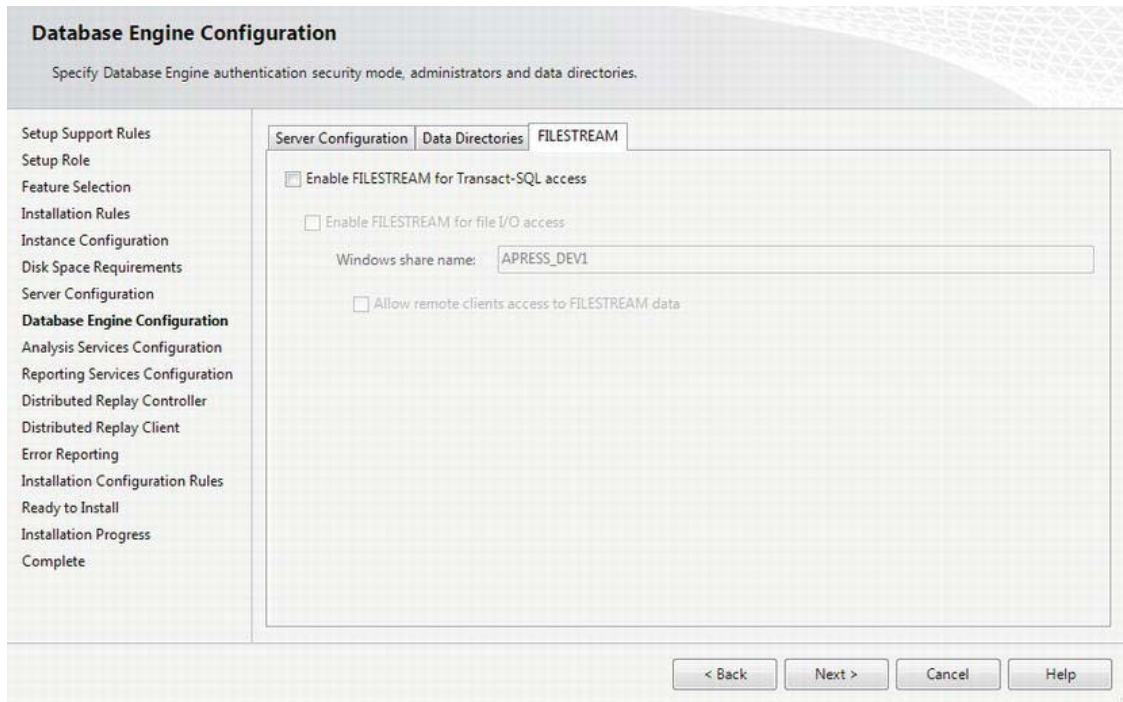 Database Engine Configuration
Specify Database Engine authentication security mode, administrators and data directories.
Setup Support Rules
Setup Role
Feature Selection
Installation Rules
Instance Configuration
Disk Space Requirements
Server Configuration
Database Engine Configuration
Analysis Services Configuration
Reporting Services Configuration
Distributed Replay Controller
Distributed Replay Client
Error Reporting
Installation Configuration Rules
Ready to Install
Installation Progress
Complete
Server Configuration Data Directories FILESTREAM
Enable FILESTREAM for Transact-SQL access
Enable FILESTREAM for file I/O access
Windows share name: APRESS_DEV1
Allow remote clients access to FILESTREAM data
< Back Next > Cancel Help